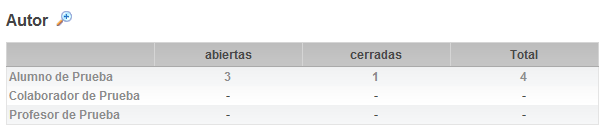 Autor
abiertas cerradas Total
Alumno de Prueba 3 1 4
Colaborador de Prueba - - -
Profesor de Prueba - - -